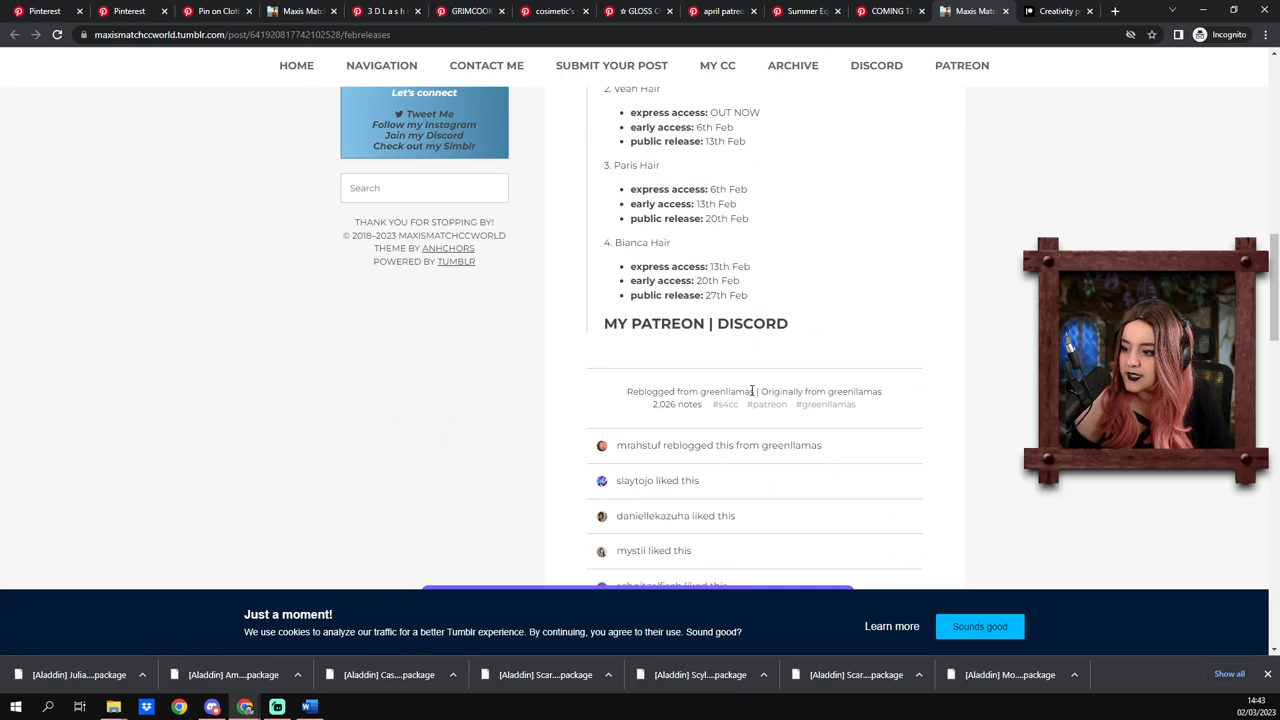 Pinterest
Pinterest
Pin on Clot
Maxis Mat
3 D L a s h
GRIMCOOK
cosmetic's
☆ GLOSS C
april patreo
Summer Eq
COMING T
Maxis Mat
Creativity p
maxismatchccworld.tumblr.com/post/641920817742102528/febreleases
Incognito
HOME
NAVIGATION
CONTACT ME
SUBMIT YOUR POST
MY CC
ARCHIVE
DISCORD
PATREON
Let's connect
Tweet Me
Follow my Instagram
Join my Discord
Check out my Simblr
Search
THANK YOU FOR STOPPING BY!
© 2018–2023 MAXISMATCHCCWORLD
THEME BY ANHCHORS
POWERED BY TUMBLR
2. Veah Hair
express access: OUT NOW
early access: 6th Feb
public release: 13th Feb
3. Paris Hair
express access: 6th Feb
early access: 13th Feb
public release: 20th Feb
4. Bianca Hair
express access: 13th Feb
early access: 20th Feb
public release: 27th Feb
MY PATREON | DISCORD
Reblogged from greenllamas | Originally from greenllamas
2,026 notes #s4cc #patreon #greenllamas
mrahstuf reblogged this from greenllamas
slaytojo liked this
daniellekazuha liked this
mystii liked this
liked this
Just a moment!
We use cookies to analyze our traffic for a better Tumblr experience. By continuing, you agree to their use. Sound good?
Learn more
Sounds good
[Aladdin] Julia....package
[Aladdin] Am....package
[Aladdin] Cas....package
[Aladdin] Scar....package
[Aladdin] Scyl....package
[Aladdin] Scar....package
[Aladdin] Mo....package
Show all
14:43
02/03/2023